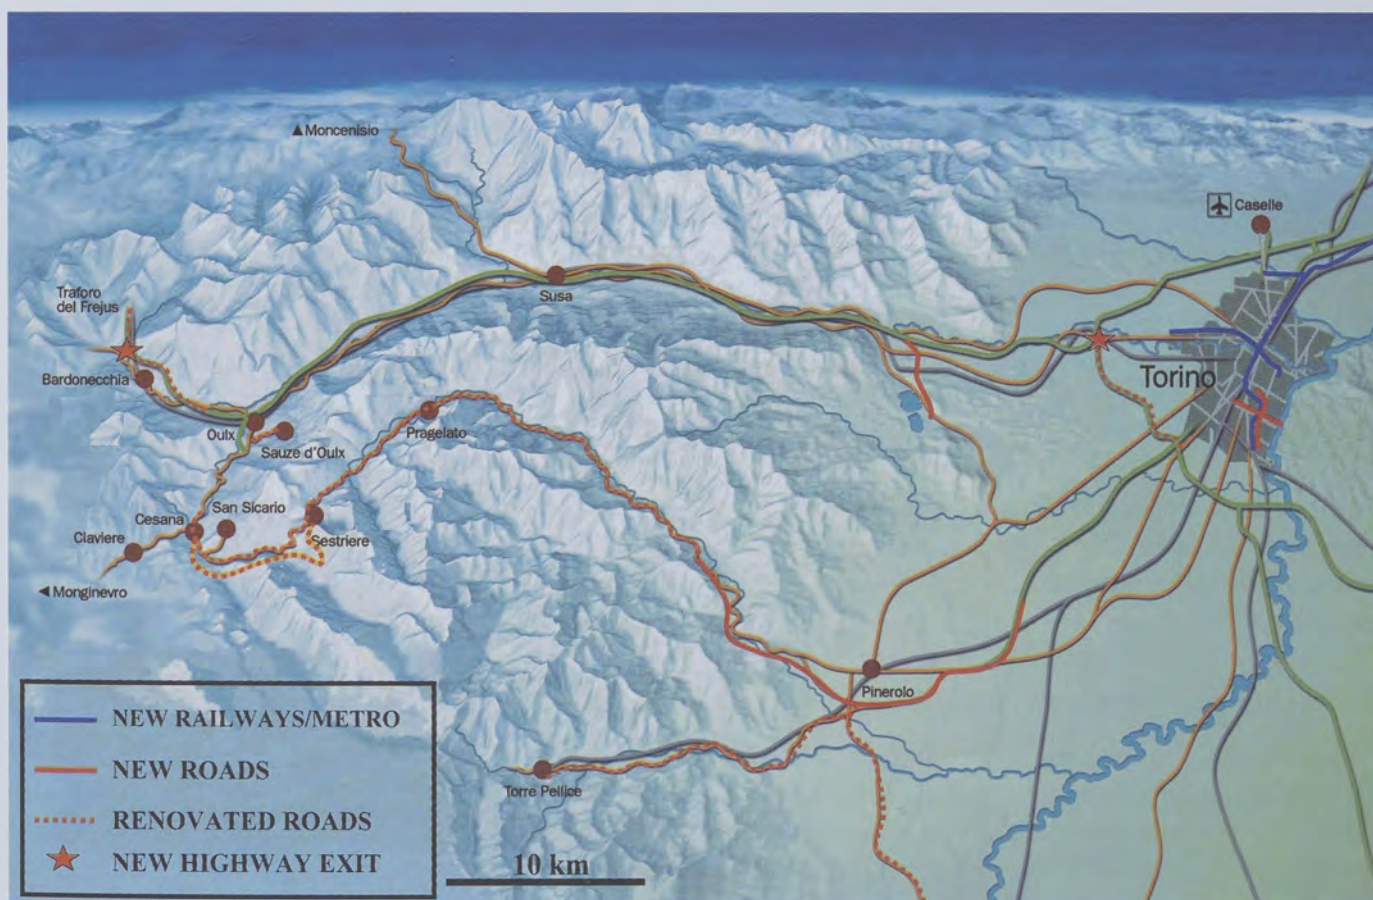 ▲Moncenisio
Caselle
Traforo
del Frejus
Susa
Bardonecchia
Torino
Oulx
Sauze d'Oulx
Pragelato
San Sicario
Cesana
Claviere
Sestriere
◄Monginevro
Pinerolo
Torre Pellice
NEW RAILWAYS/METRO
NEW ROADS
RENOVATED ROADS
NEW HIGHWAY EXIT
10 km